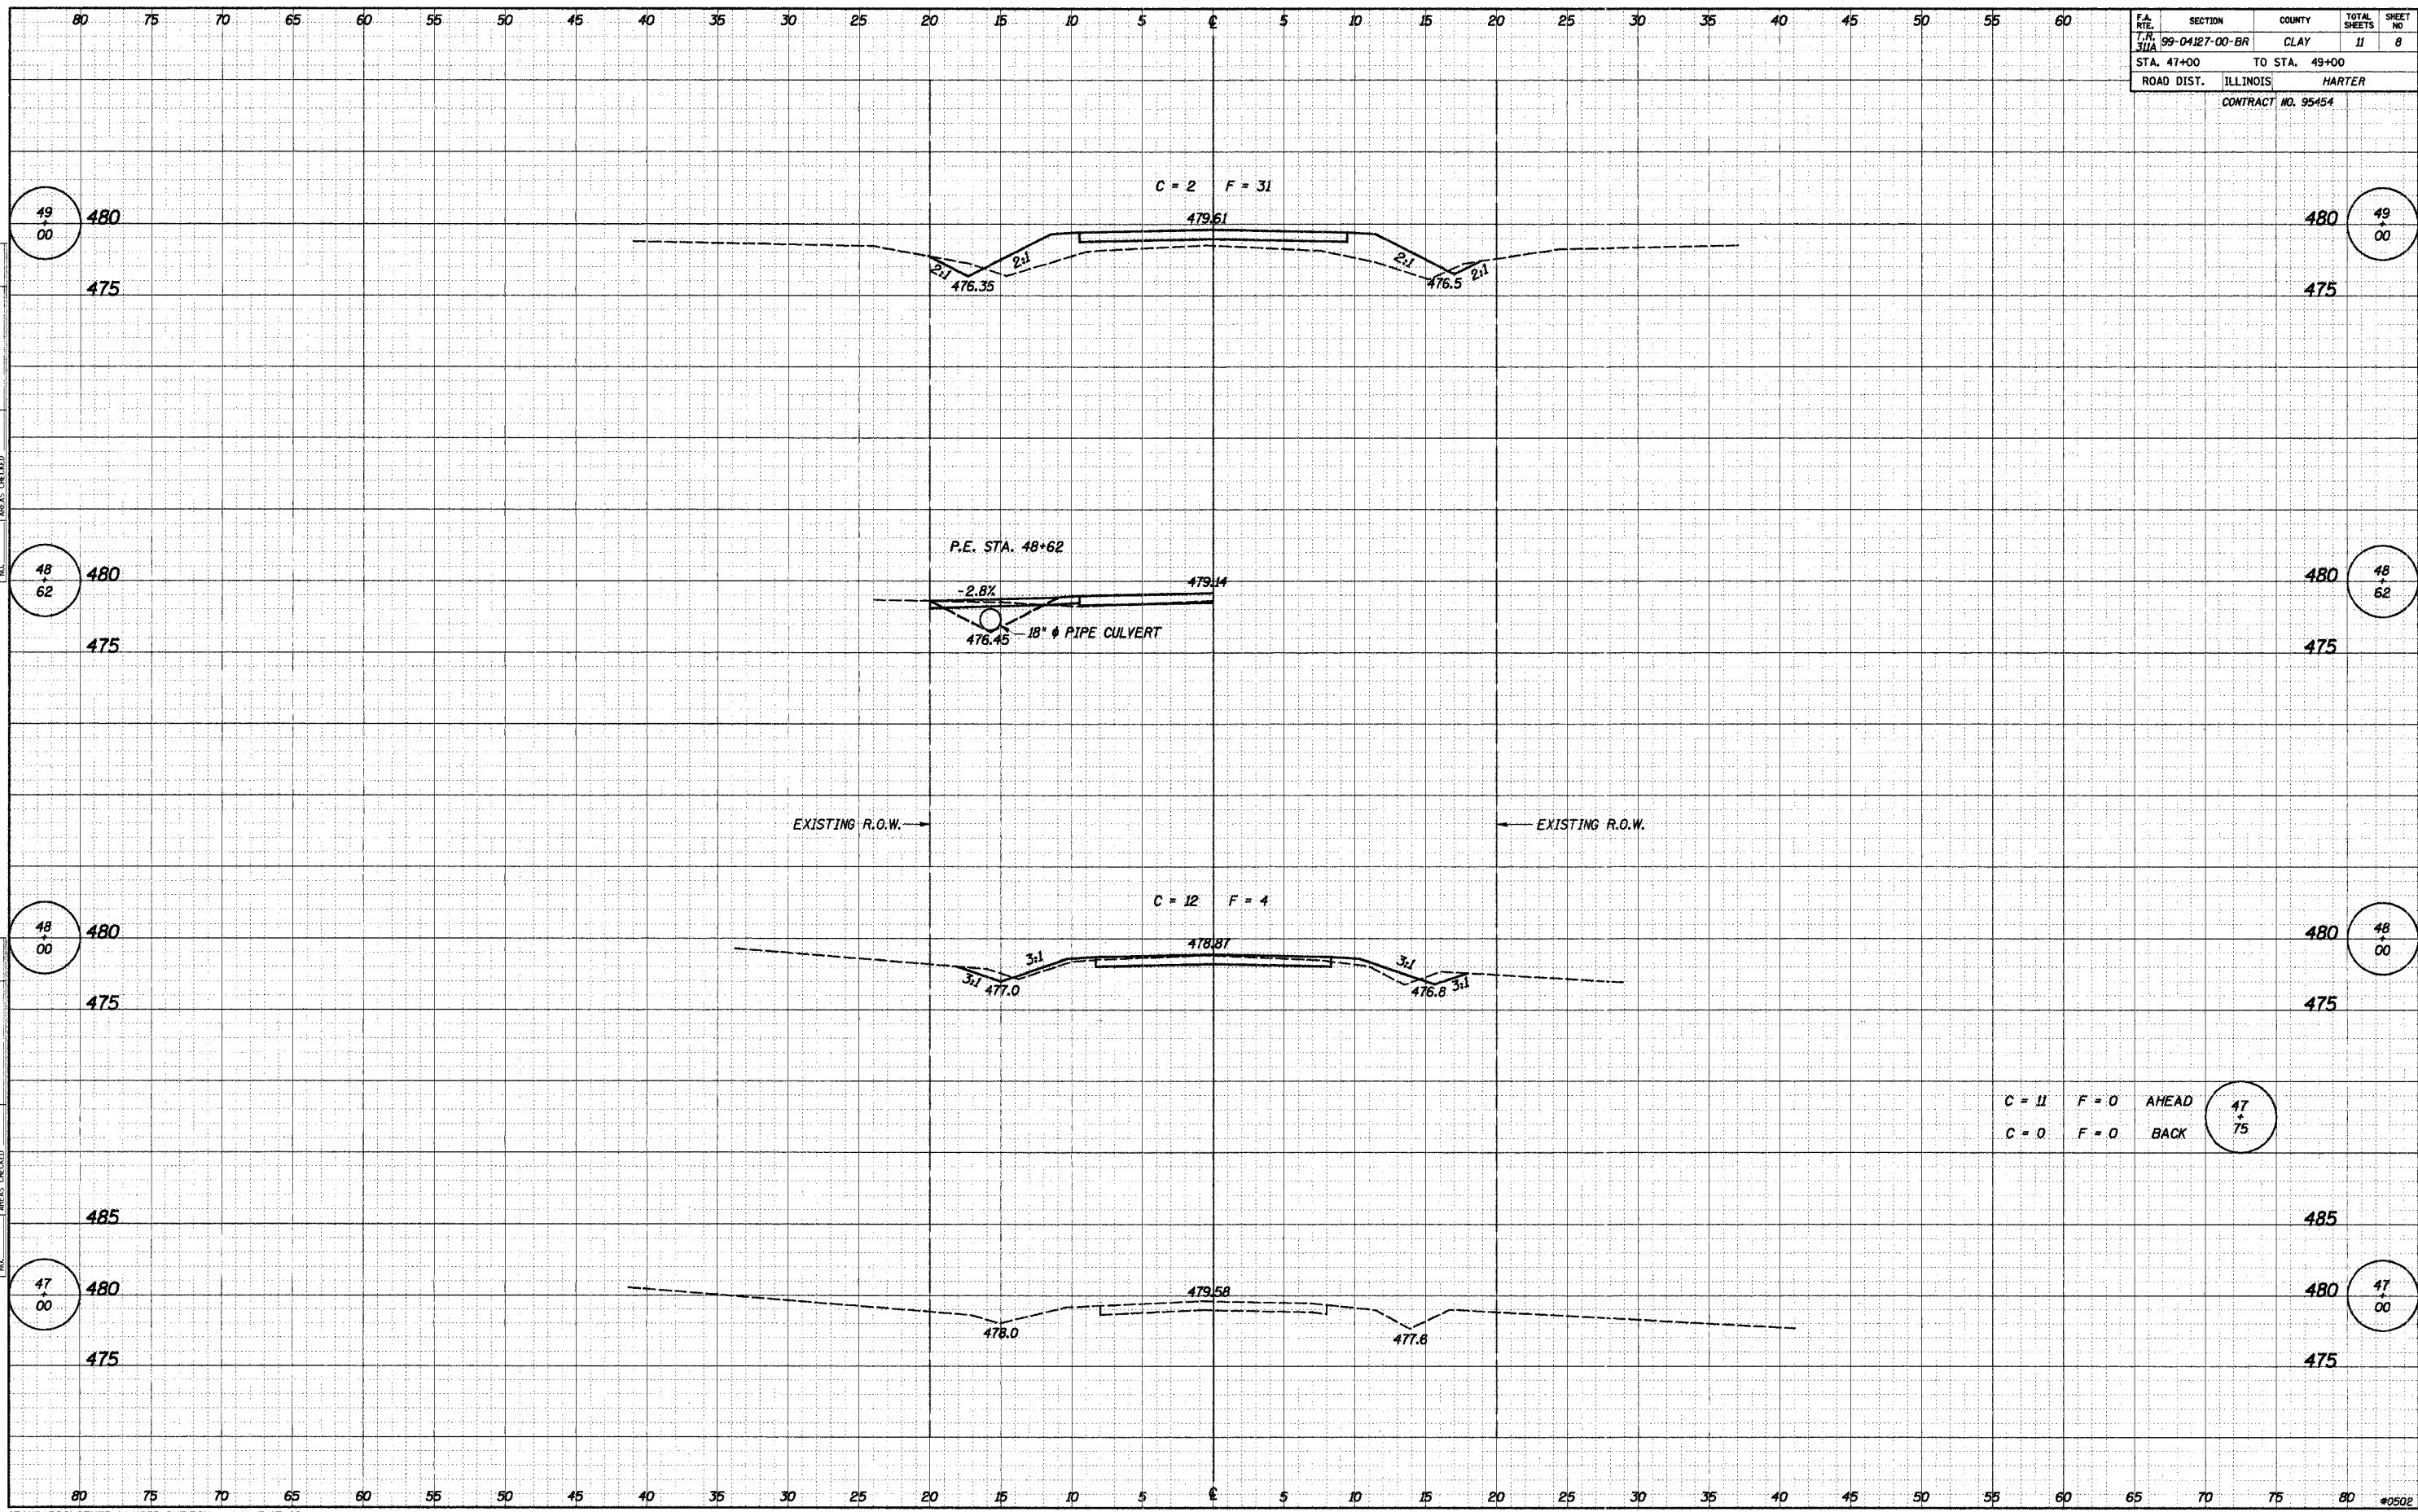 80 75 70 65 60 55 50 45 40 35 30 25 20 15 10 5 ℄ 5 10 15 20 25 30 35 40 45 50 55 60
F.A. RTE. SECTION COUNTY TOTAL SHEETS SHEET NO
T.R. 311A 99-04127-00-BR CLAY 11 8
STA. 47+00 TO STA. 49+00
ROAD DIST. ILLINOIS HARTER
CONTRACT NO. 95454
C = 2 F = 31
49 + 00 480 479.61 480 49 + 00
2:1 2:1 2:1 2:1
475 476.35 476.5 475
P.E. STA. 48+62
48 + 62 480 479.14 480 48 + 62
-2.8%
18" ϕ PIPE CULVERT
476.45
475 475
EXISTING R.O.W. EXISTING R.O.W.
C = 12 F = 4
48 + 00 480 478.87 480 48 + 00
3:1 3:1 3:1 3:1
477.0 476.8
475 475
C = 11 F = 0 AHEAD 47 + 75
C = 0 F = 0 BACK
485 485
47 + 00 480 479.58 480 47 + 00
478.0 477.6
475 475
80 75 70 65 60 55 50 45 40 35 30 25 20 15 10 5 ℄ 5 10 15 20 25 30 35 40 45 50 55 60 65 70 75 80
#0502
AREAS CHECKED
NO.
AREAS CHECKED
NO.